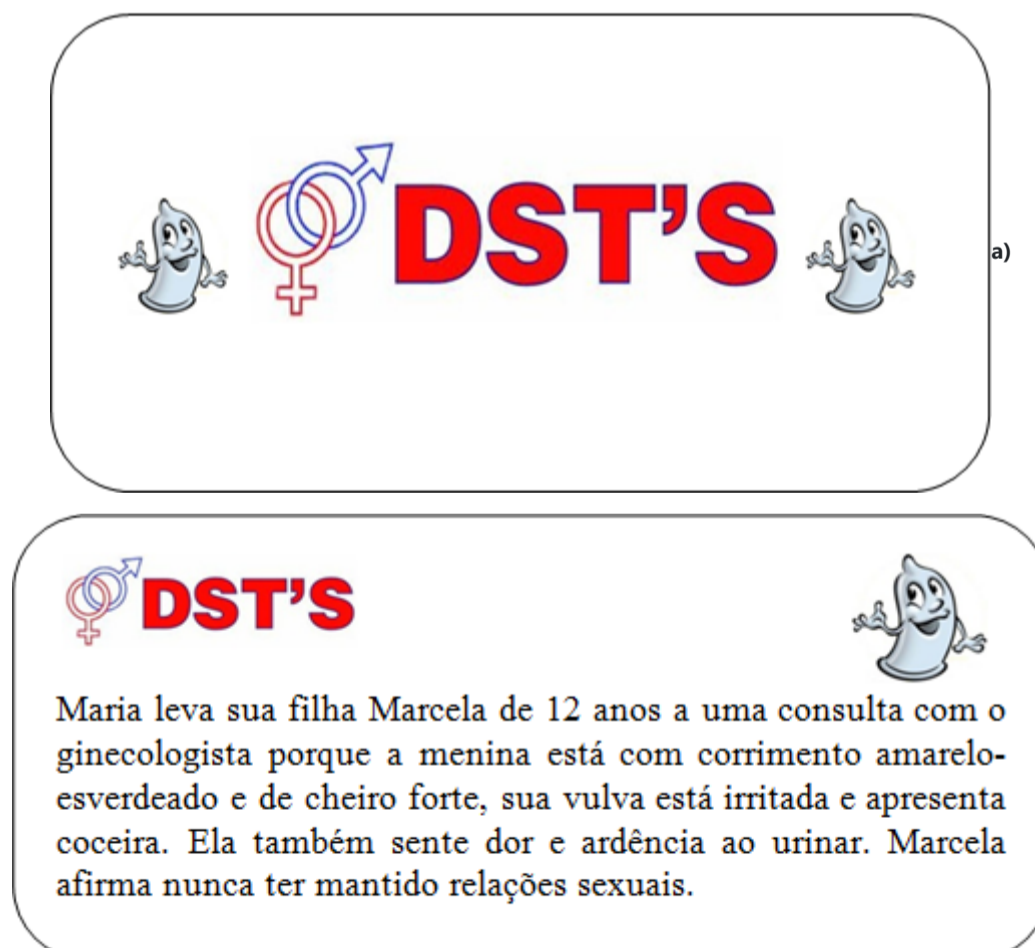 DST'S
a)
DST'S
Maria leva sua filha Marcela de 12 anos a uma consulta com o
ginecologista porque a menina está com corrimento amarelo-
esverdeado e de cheiro forte, sua vulva está irritada e apresenta
coceira. Ela também sente dor e ardência ao urinar. Marcela
afirma nunca ter mantido relações sexuais.